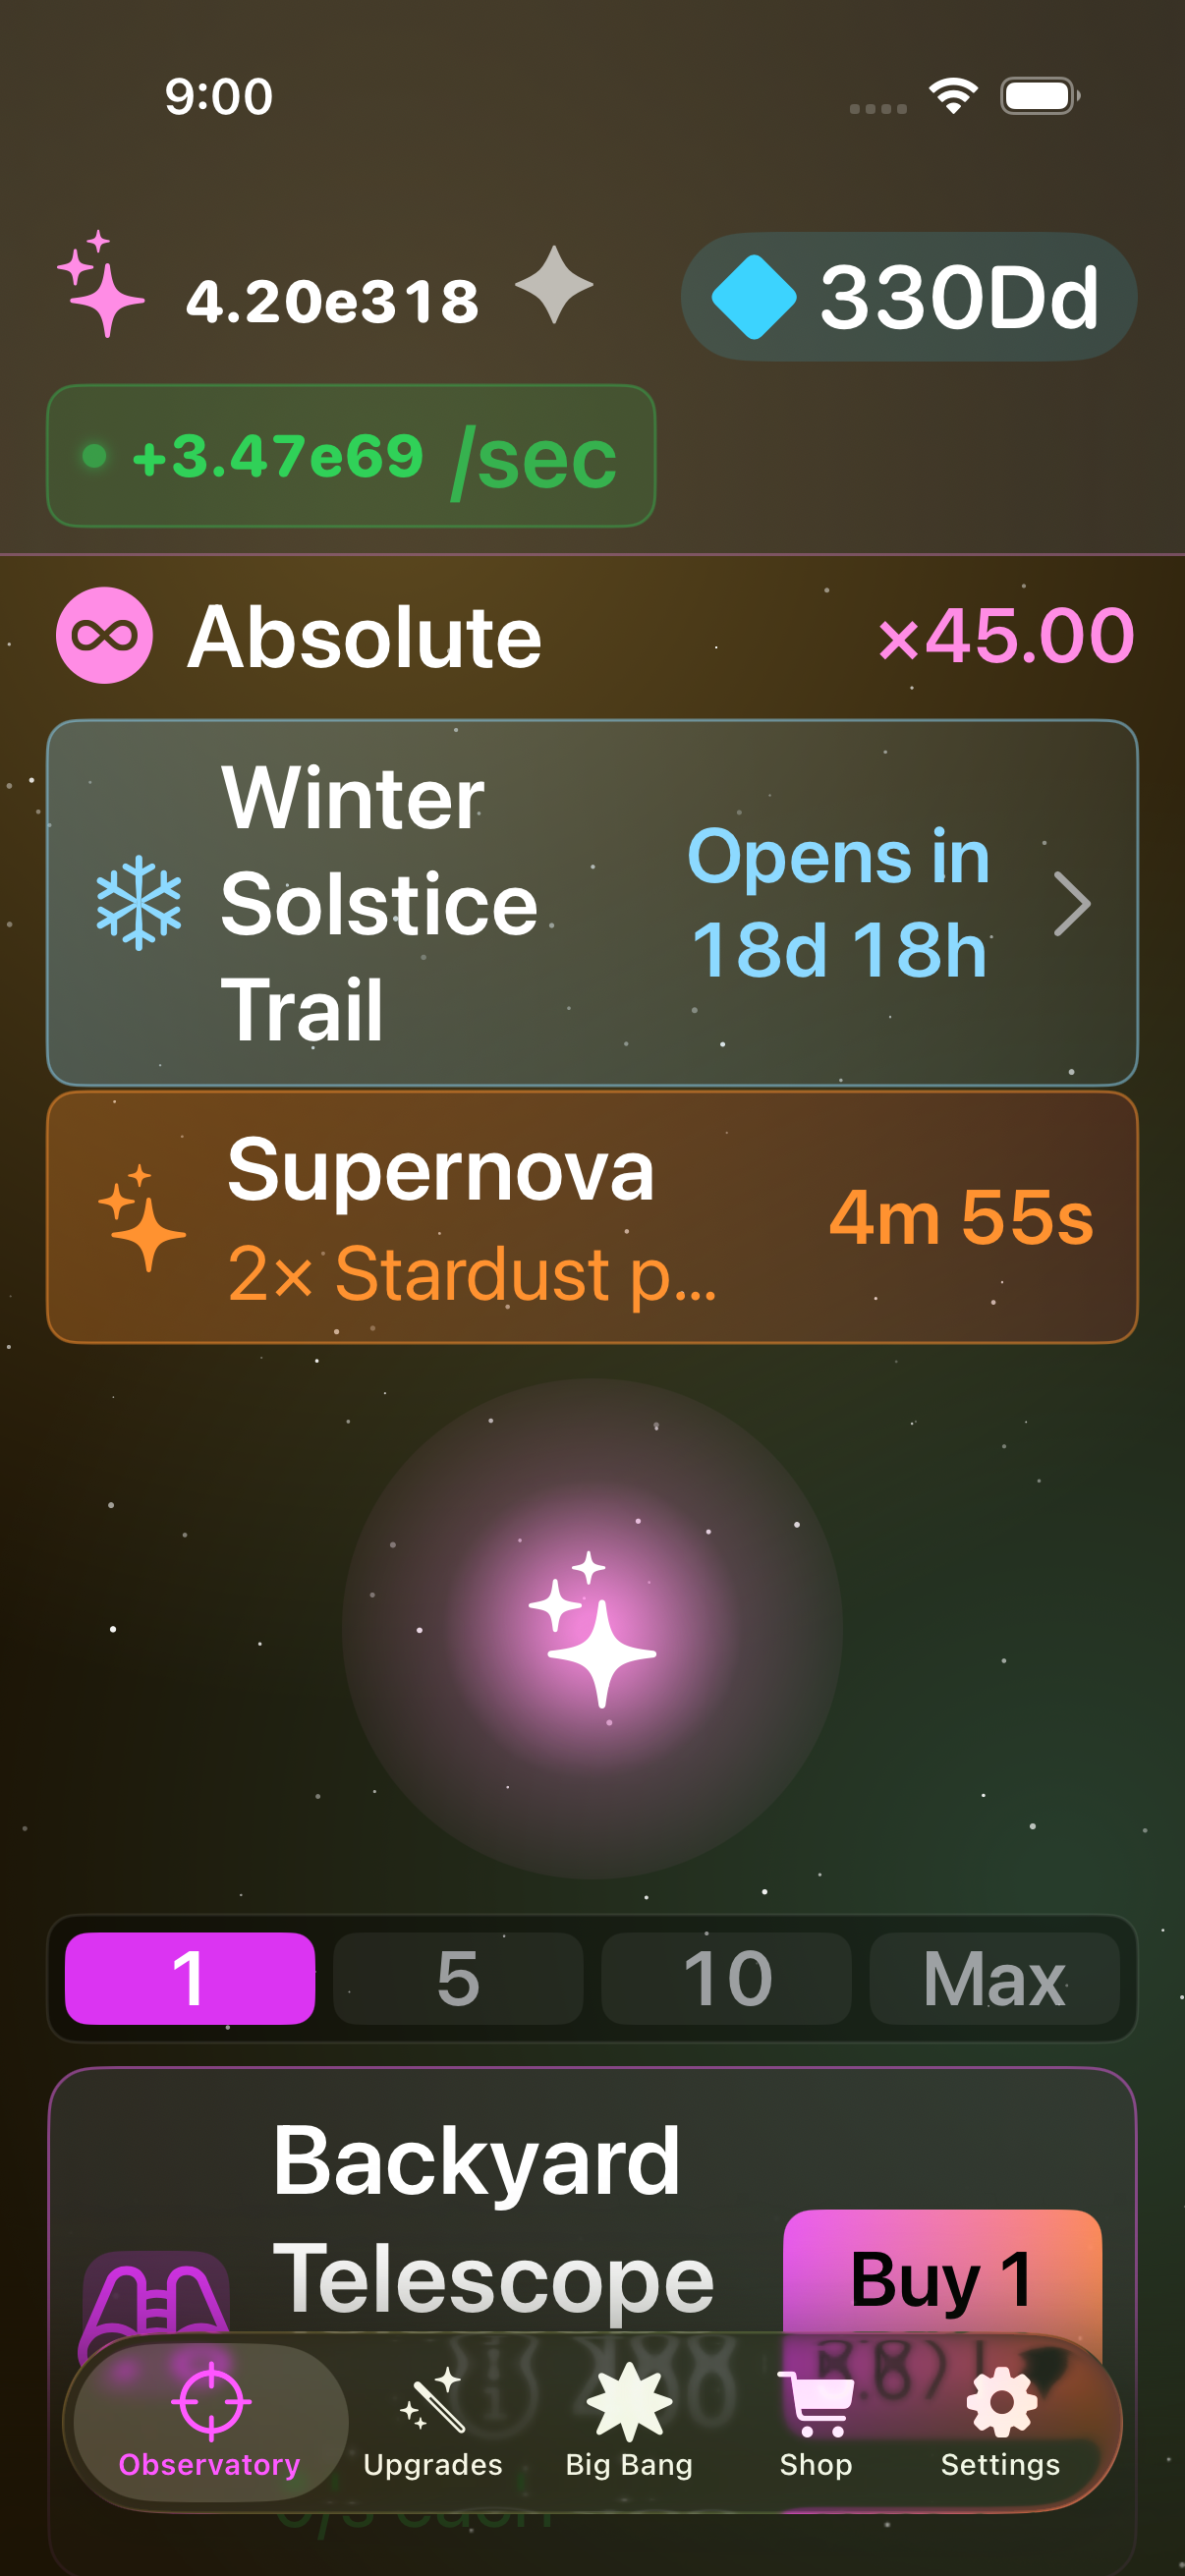 9:00
4.20e318
330Dd
+3.47e69 /sec
Absolute
×45.00
Winter
Solstice
Trail
Opens in
18d 18h
Supernova
2× Stardust p...
4m 55s
1
5
10
Max
Backyard
Telescope
Buy 1
Observatory
Upgrades
Big Bang
Shop
Settings